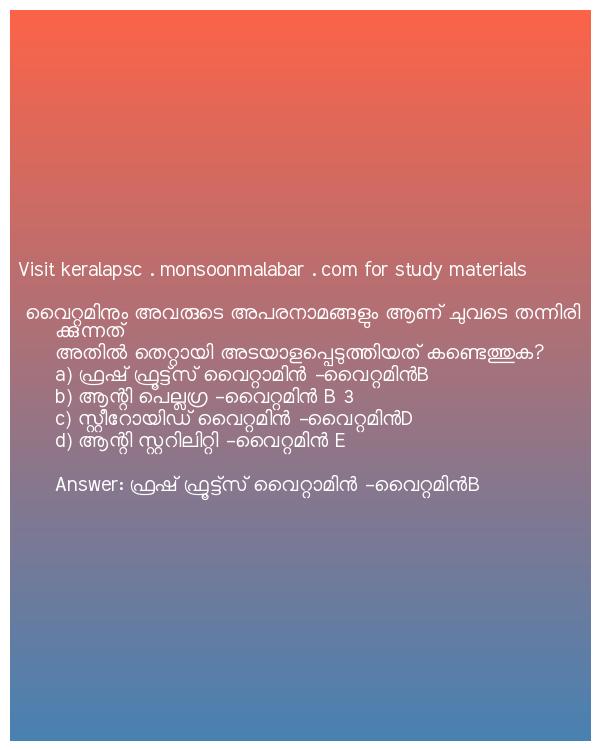 Visit keralapsc . monsoonmalabar . com for study materials
വൈറ്റമിനും അവരുടെ അപരനാമങ്ങളും ആണ് ചുവടെ തന്നിരി
ക്കുന്നത്
അതിൽ തെറ്റായി അടയാളപ്പെടുത്തിയത് കണ്ടെത്തുക?
a) ഫ്രഷ് ഫ്രൂട്ട്സ് വൈറ്റാമിൻ -വൈറ്റമിൻB
b) ആന്റി പെല്ലഗ്ര -വൈറ്റമിൻ B 3
c) സ്റ്റീറോയിഡ് വൈറ്റമിൻ -വൈറ്റമിൻD
d) ആന്റി സ്റ്ററിലിറ്റി -വൈറ്റമിൻ E
Answer: ഫ്രഷ് ഫ്രൂട്ട്സ് വൈറ്റാമിൻ -വൈറ്റമിൻB